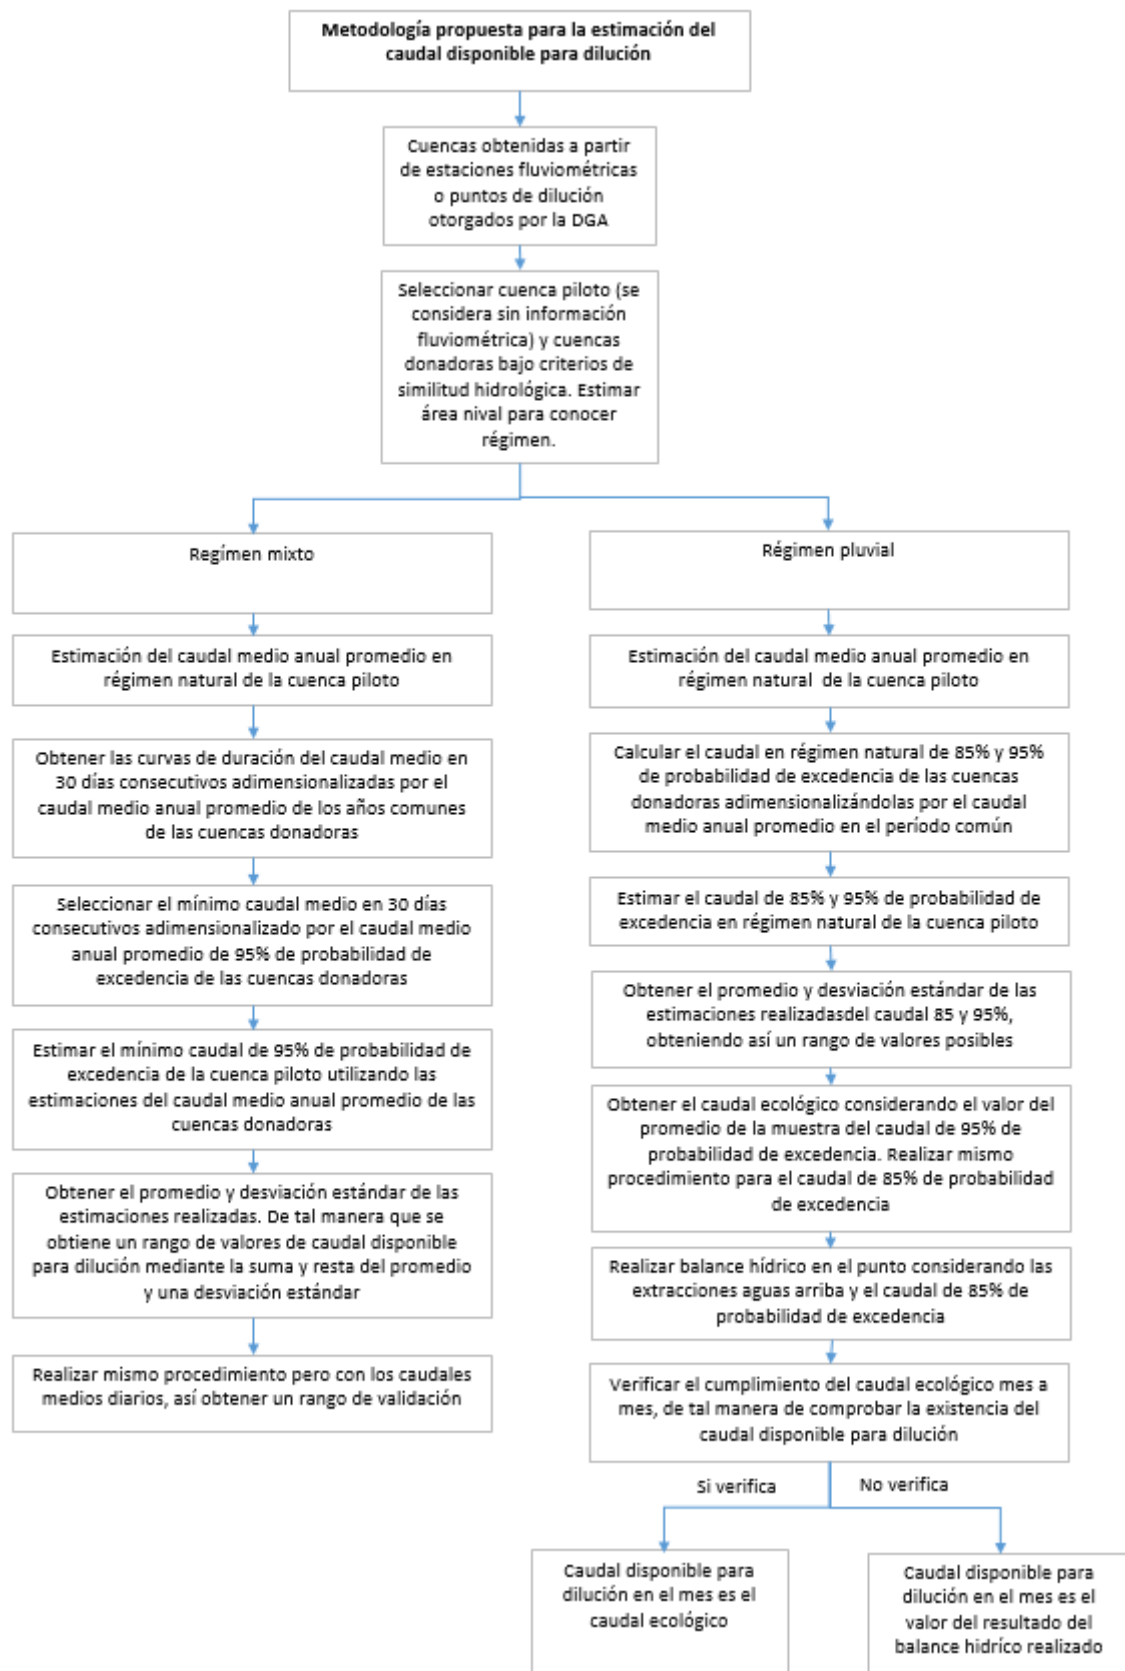 Metodología propuesta para la estimación del
caudal disponible para dilución
Cuencas obtenidas a partir
de estaciones fluviométricas
o puntos de dilución
otorgados por la DGA
Seleccionar cuenca piloto (se
considera sin información
fluviométrica) y cuencas
donadoras bajo criterios de
similitud hidrológica. Estimar
área nival para conocer
régimen.
Regímen mixto
Estimación del caudal medio anual promedio en
régimen natural de la cuenca piloto
Obtener las curvas de duración del caudal medio en
30 días consecutivos adimensionalizadas por el
caudal medio anual promedio de los años comunes
de las cuencas donadoras
Seleccionar el mínimo caudal medio en 30 días
consecutivos adimensionalizado por el caudal medio
anual promedio de 95% de probabilidad de
excedencia de las cuencas donadoras
Estimar el mínimo caudal de 95% de probabilidad de
excedencia de la cuenca piloto utilizando las
estimaciones del caudal medio anual promedio de las
cuencas donadoras
Obtener el promedio y desviación estándar de las
estimaciones realizadas. De tal manera que se
obtiene un rango de valores de caudal disponible
para dilución mediante la suma y resta del promedio
y una desviación estándar
Realizar mismo procedimiento pero con los caudales
medios diarios, así obtener un rango de validación
Régimen pluvial
Estimación del caudal medio anual promedio en
régimen natural de la cuenca piloto
Calcular el caudal en régimen natural de 85% y 95%
de probabilidad de excedencia de las cuencas
donadoras adimensionalizándolas por el caudal
medio anual promedio en el período común
Estimar el caudal de 85% y 95% de probabilidad de
excedencia en régimen natural de la cuenca piloto
Obtener el promedio y desviación estándar de las
estimaciones realizadasdel caudal 85 y 95%,
obteniendo así un rango de valores posibles
Obtener el caudal ecológico considerando el valor del
promedio de la muestra del caudal de 95% de
probabilidad de excedencia. Realizar mismo
procedimiento para el caudal de 85% de probabilidad
de excedencia
Realizar balance hídrico en el punto considerando las
extracciones aguas arriba y el caudal de 85% de
probabilidad de excedencia
Verificar el cumplimiento del caudal ecológico mes a
mes, de tal manera de comprobar la existencia del
caudal disponible para dilución
Si verifica
No verifica
Caudal disponible para
dilución en el mes es el
caudal ecológico
Caudal disponible para
dilución en el mes es el
valor del resultado del
balance hidríco realizado